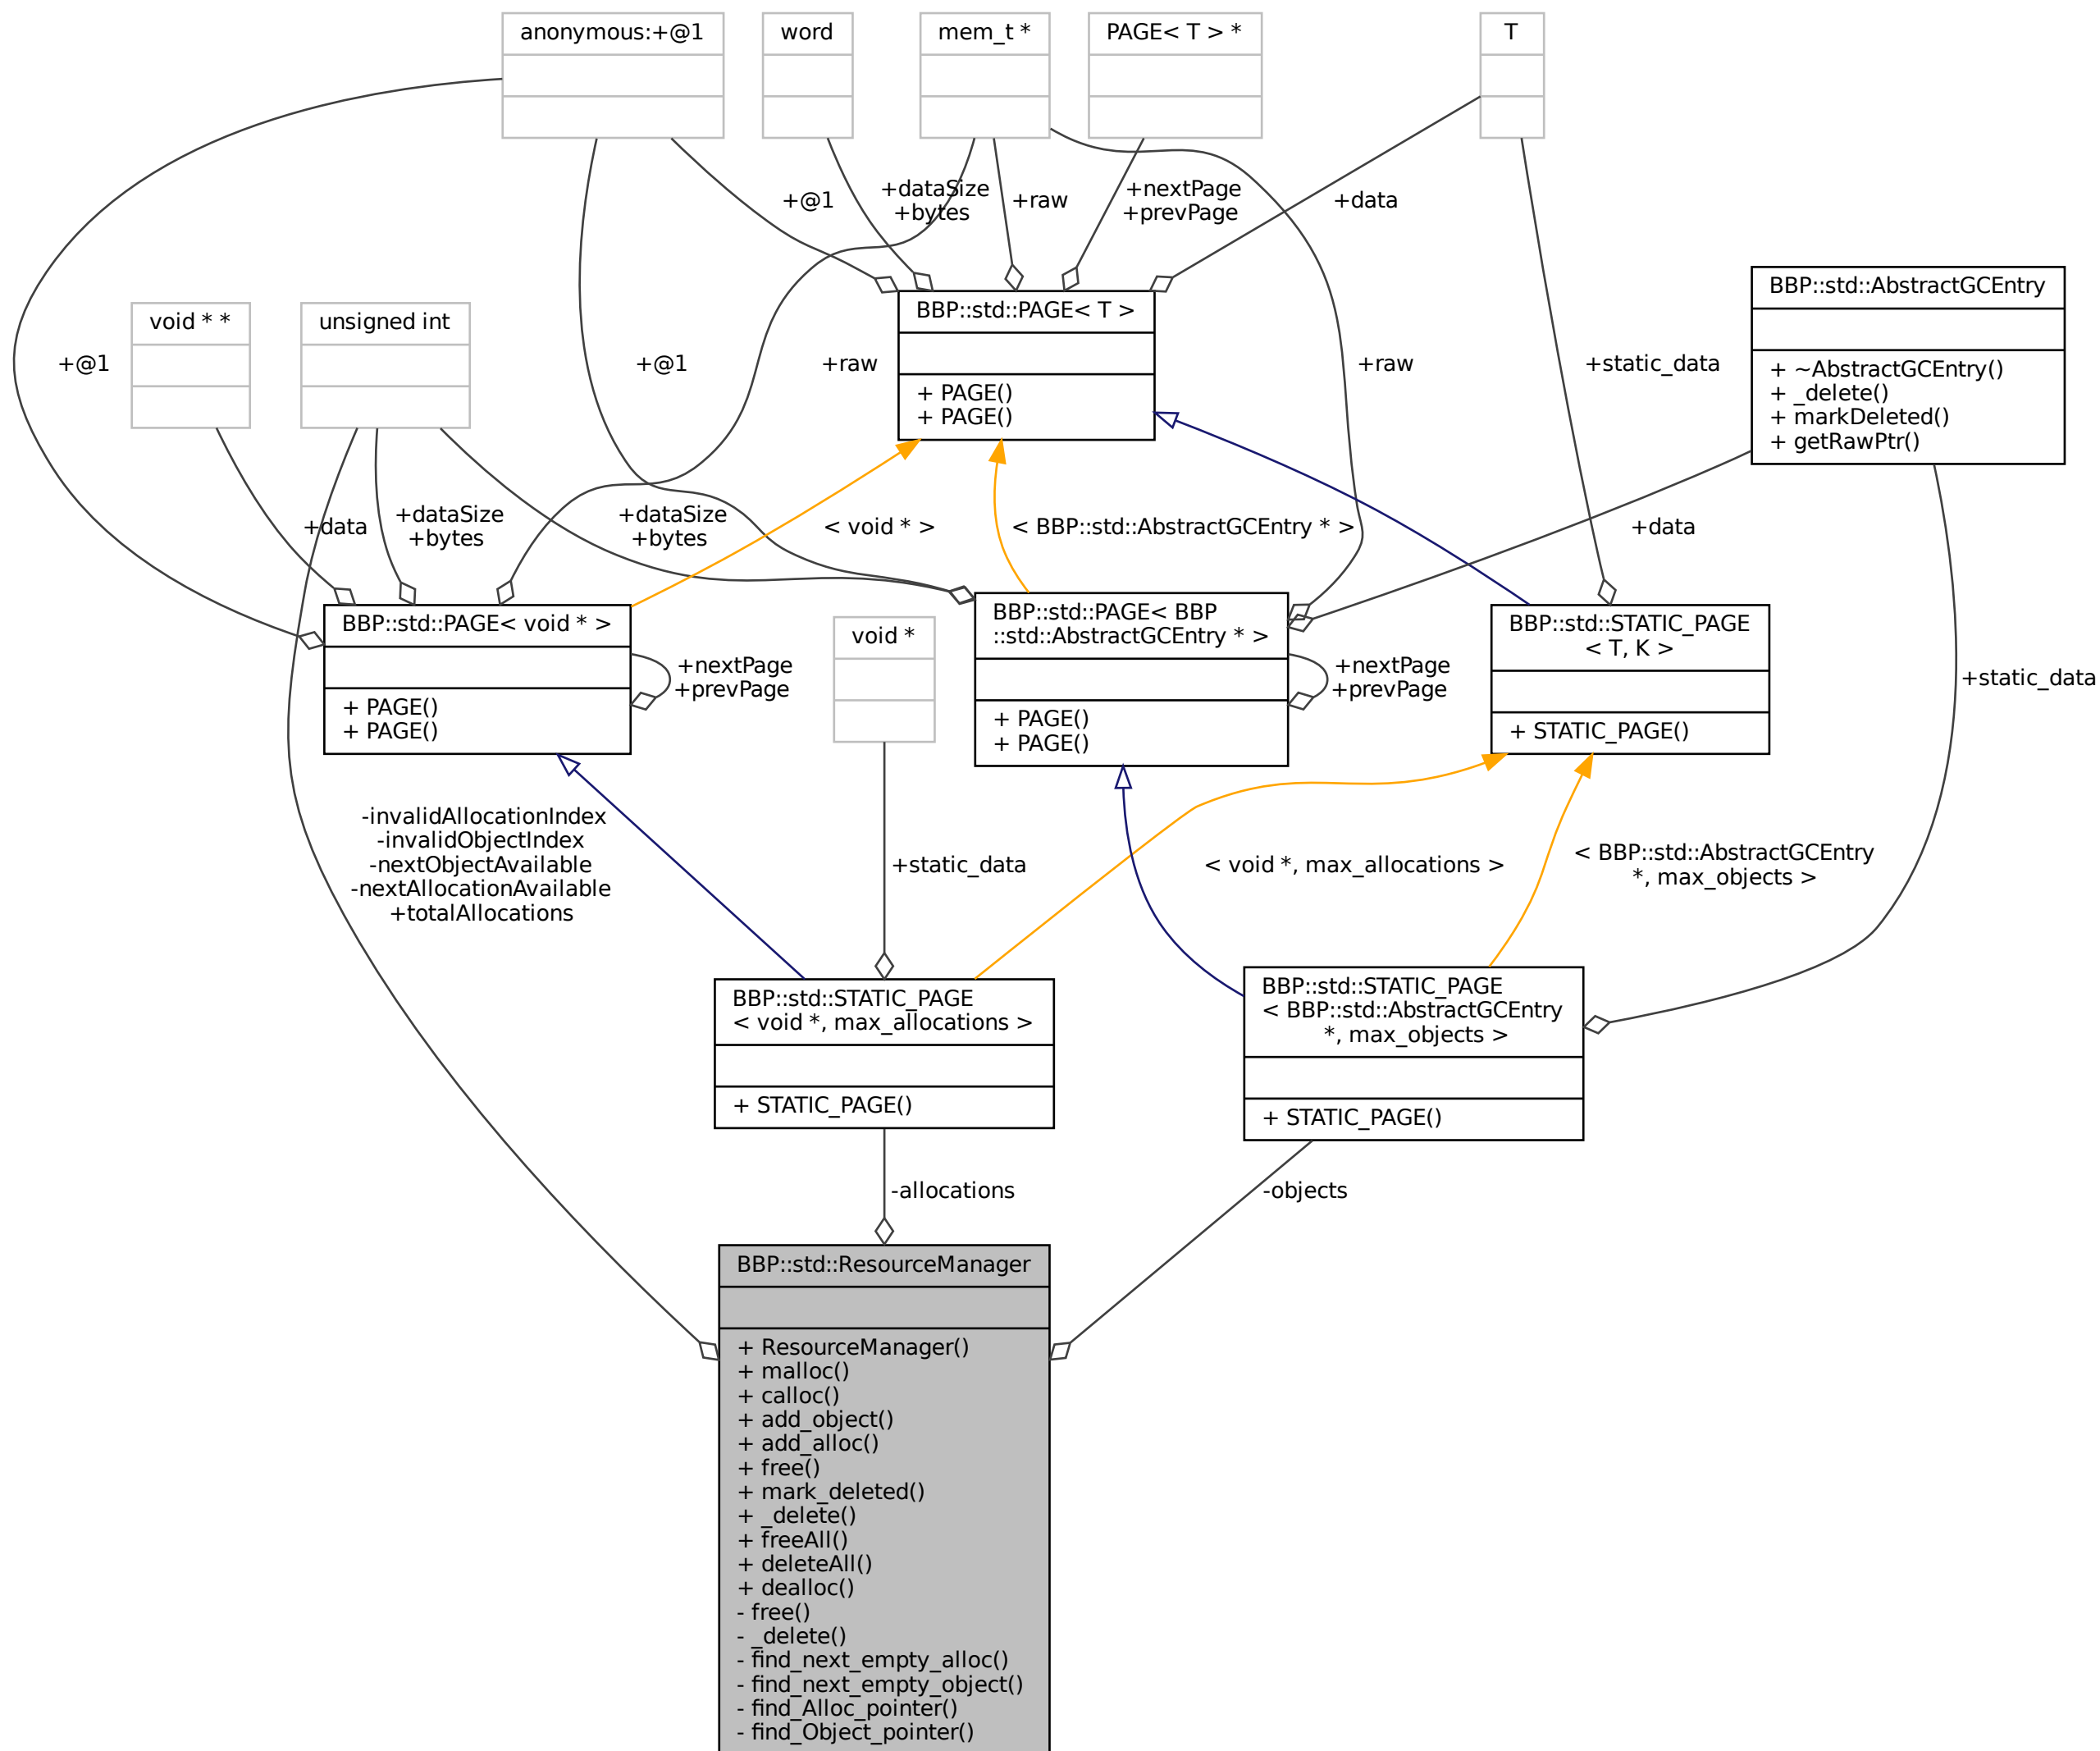 anonymous:+@1
word
mem_t *
PAGE< T > *
T
+@1
+dataSize
+bytes
+raw
+nextPage
+prevPage
+data
BBP::std::AbstractGCEntry
+ ~AbstractGCEntry()
+ _delete()
+ markDeleted()
+ getRawPtr()
void * *
unsigned int
BBP::std::PAGE< T >
+ PAGE()
+ PAGE()
+@1
+@1
+raw
+raw
+static_data
+data
+dataSize
+bytes
+dataSize
+bytes
< void * >
< BBP::std::AbstractGCEntry * >
+data
BBP::std::PAGE< void * >
+ PAGE()
+ PAGE()
+nextPage
+prevPage
void *
BBP::std::PAGE< BBP
::std::AbstractGCEntry * >
+ PAGE()
+ PAGE()
+nextPage
+prevPage
BBP::std::STATIC_PAGE
< T, K >
+ STATIC_PAGE()
+static_data
-invalidAllocationIndex
-invalidObjectIndex
-nextObjectAvailable
-nextAllocationAvailable
+totalAllocations
+static_data
< void *, max_allocations >
< BBP::std::AbstractGCEntry
*, max_objects >
BBP::std::STATIC_PAGE
< void *, max_allocations >
+ STATIC_PAGE()
BBP::std::STATIC_PAGE
< BBP::std::AbstractGCEntry
*, max_objects >
+ STATIC_PAGE()
-allocations
-objects
BBP::std::ResourceManager
+ ResourceManager()
+ malloc()
+ calloc()
+ add_object()
+ add_alloc()
+ free()
+ mark_deleted()
+ _delete()
+ freeAll()
+ deleteAll()
+ dealloc()
- free()
- _delete()
- find_next_empty_alloc()
- find_next_empty_object()
- find_Alloc_pointer()
- find_Object_pointer()